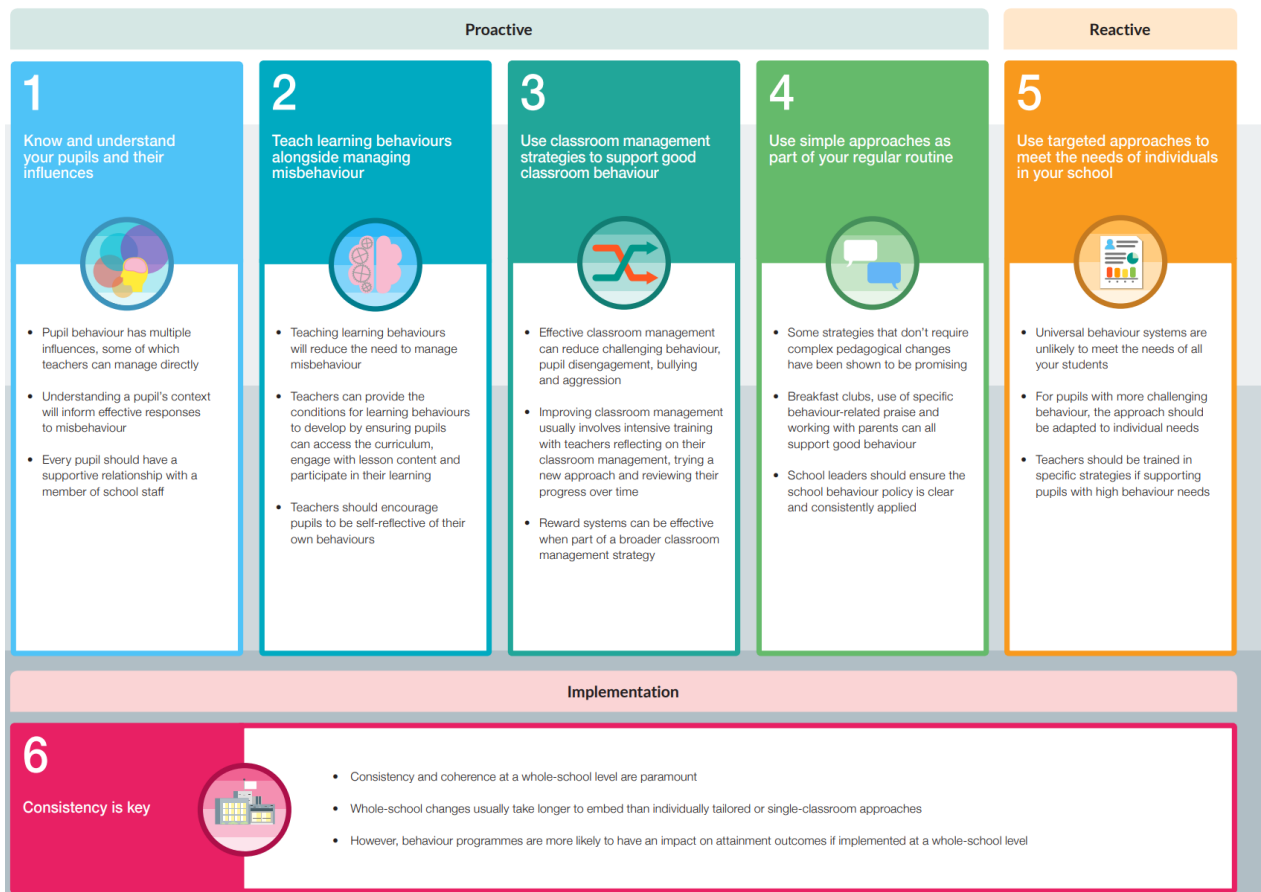 Proactive
Reactive
1
Know and understand
your pupils and their
influences
• Pupil behaviour has multiple
influences, some of which
teachers can manage directly
• Understanding a pupil's context
will inform effective responses
to misbehaviour
• Every pupil should have a
supportive relationship with a
member of school staff
2
Teach learning behaviours
alongside managing
misbehaviour
• Teaching learning behaviours
will reduce the need to manage
misbehaviour
• Teachers can provide the
conditions for learning behaviours
to develop by ensuring pupils
can access the curriculum,
engage with lesson content and
participate in their learning
• Teachers should encourage
pupils to be self-reflective of their
own behaviours
3
Use classroom management
strategies to support good
classroom behaviour
• Effective classroom management
can reduce challenging behaviour,
pupil disengagement, bullying
and aggression
• Improving classroom management
usually involves intensive training
with teachers reflecting on their
classroom management, trying a
new approach and reviewing their
progress over time
• Reward systems can be effective
when part of a broader classroom
management strategy
4
Use simple approaches as
part of your regular routine
• Some strategies that don't require
complex pedagogical changes
have been shown to be promising
• Breakfast clubs, use of specific
behaviour-related praise and
working with parents can all
support good behaviour
• School leaders should ensure the
school behaviour policy is clear
and consistently applied
5
Use targeted approaches to
meet the needs of individuals
in your school
• Universal behaviour systems are
unlikely to meet the needs of all
your students
• For pupils with more challenging
behaviour, the approach should
be adapted to individual needs
• Teachers should be trained in
specific strategies if supporting
pupils with high behaviour needs
Implementation
6
Consistency is key
• Consistency and coherence at a whole-school level are paramount
• Whole-school changes usually take longer to embed than individually tailored or single-classroom approaches
• However, behaviour programmes are more likely to have an impact on attainment outcomes if implemented at a whole-school level